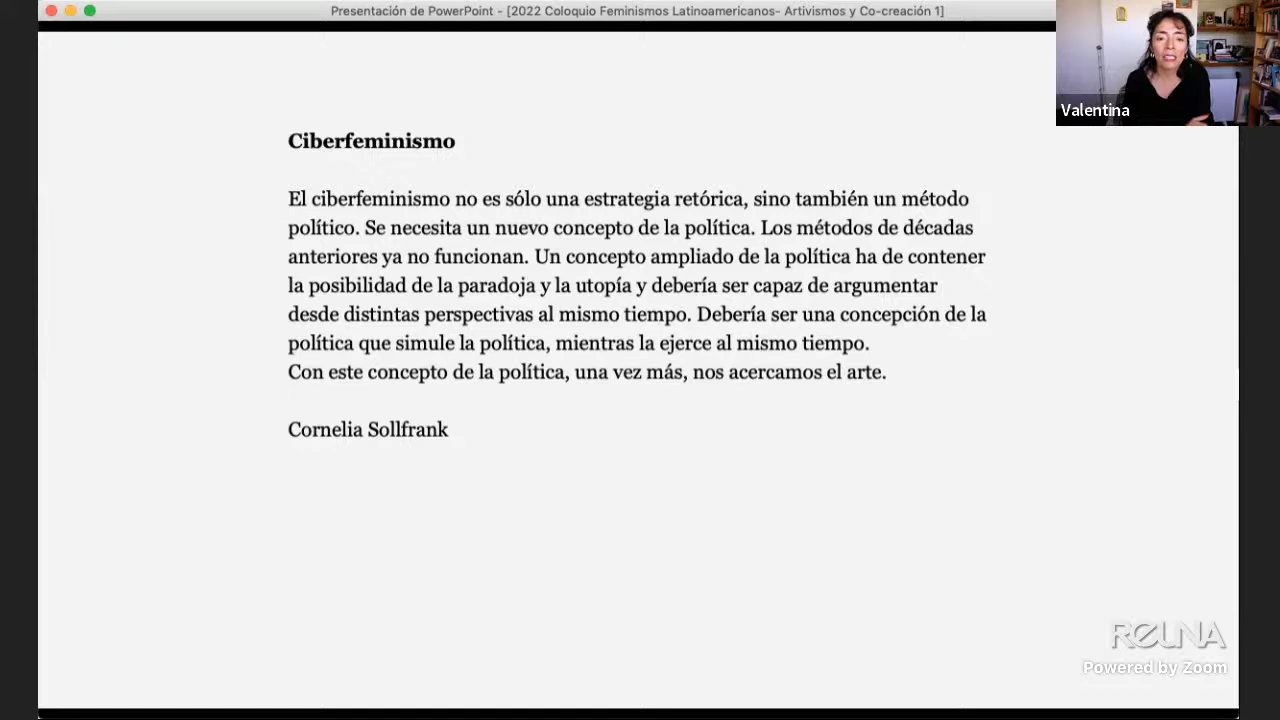 Presentación de PowerPoint - [2022 Coloquio Feminismos Latinoamericanos- Artivismos y Co-creación 1]
Valentina
Ciberfeminismo
El ciberfeminismo no es sólo una estrategia retórica, sino también un método
político. Se necesita un nuevo concepto de la política. Los métodos de décadas
anteriores ya no funcionan. Un concepto ampliado de la política ha de contener
la posibilidad de la paradoja y la utopía y debería ser capaz de argumentar
desde distintas perspectivas al mismo tiempo. Debería ser una concepción de la
política que simule la política, mientras la ejerce al mismo tiempo.
Con este concepto de la política, una vez más, nos acercamos el arte.
Cornelia Sollfrank
REUNA
Powered by Zoom